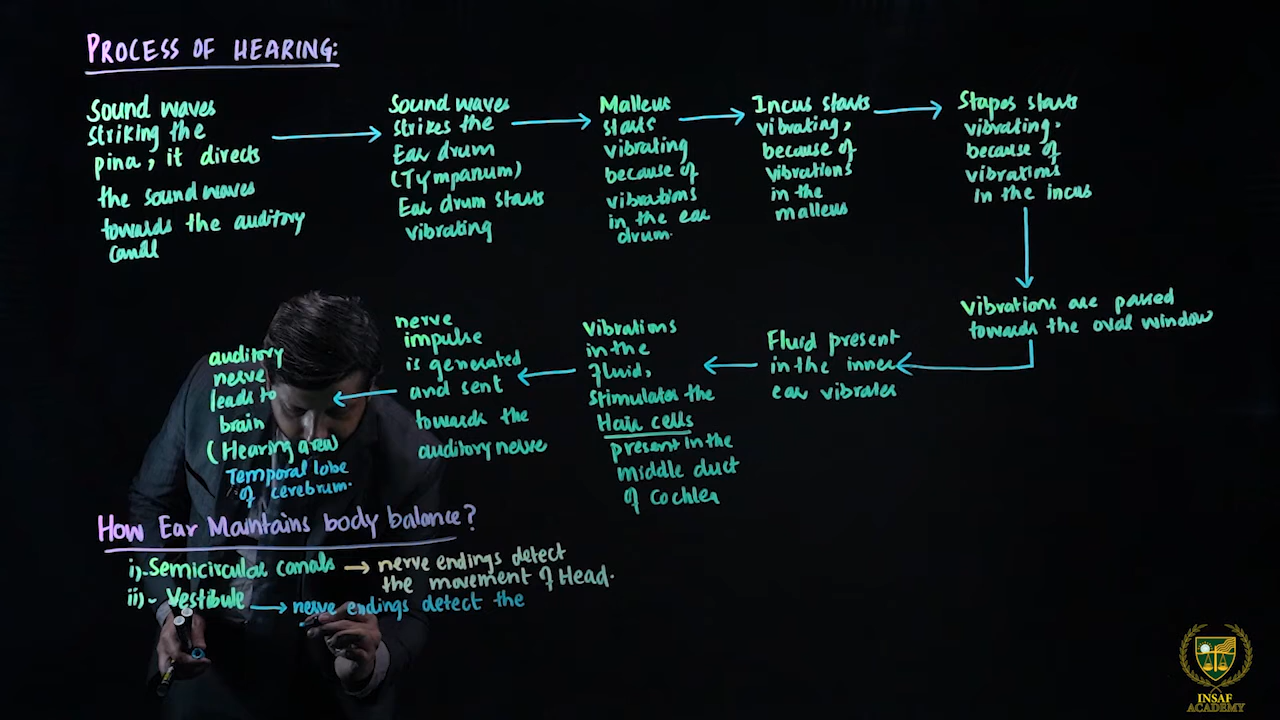 PROCESS OF HEARING:
Sound waves
striking the
pina, it directs
the sound waves
towards the auditory
canal
Sound waves
strikes the
Ear drum
(Tympanum)
Ear drum starts
vibrating
Malleus
starts
vibrating
because of
vibrations
in the ear
drum.
Incus starts
vibrating,
because of
vibrations
in the
malleus
Stapes starts
vibrating.
because of
vibrations
in the incus
Vibrations are passed
towards the oval window
Fluid present
in the inner
ear vibrates
Vibrations
in the
fluid,
stimulates the
Hair cells
present in the
middle duct
of Cochlea
nerve
impulse
is generated
and sent
towards the
auditory nerve
auditory
nerve
leads to
brain
(Hearing area)
Temporal lobe
of cerebrum.
How Ear Maintains body balance?
i)-Semicircular canals → nerve endings detect
the movement of Head.
ii)- Vestibule → nerve endings detect the
INSAF
ACADEMY